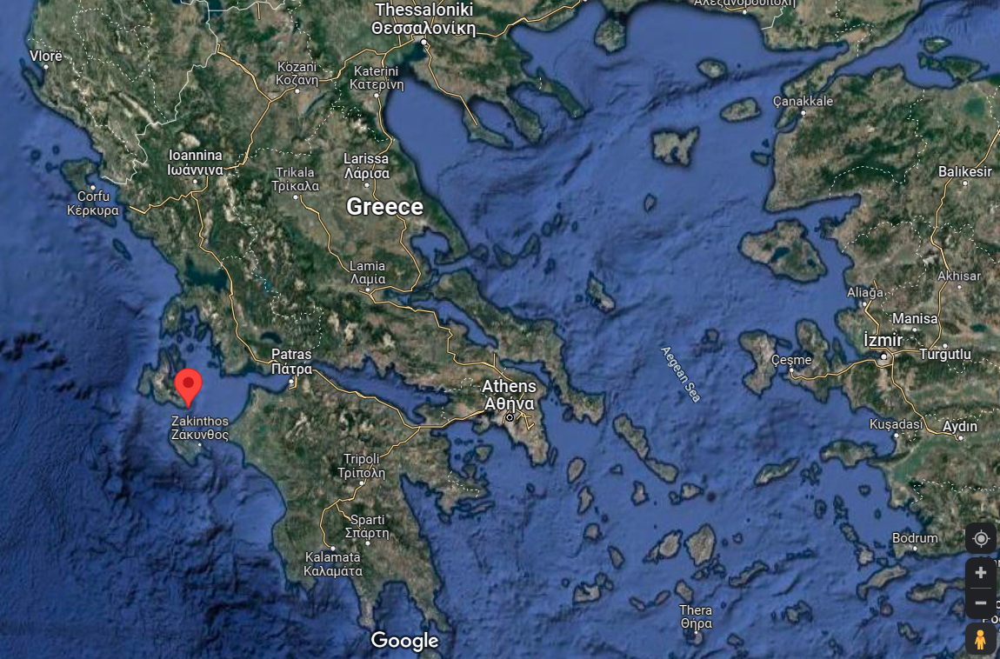 Thessaloniki
Θεσσαλονίκη
Αλεξανδρούπολη
Vlorë
Kozani
Κοζάνη
Katerini
Κατερίνη
Çanakkale
Ioannina
Ιωάννινα
Larissa
Λάρισα
Trikala
Τρίκαλα
Balıkesir
Corfu
Κέρκυρα
Greece
Lamia
Λαμία
Akhisar
Aliağa
Manisa
İzmir
Turgutlu
Patras
Πάτρα
Çeşme
Aegean Sea
Athens
Αθήνα
Zakinthos
Ζάκυνθος
Kuşadası
Aydın
Tripoli
Τρίπολη
Sparti
Σπάρτη
Bodrum
Kalamata
Καλαμάτα
Thera
Θήρα
Google